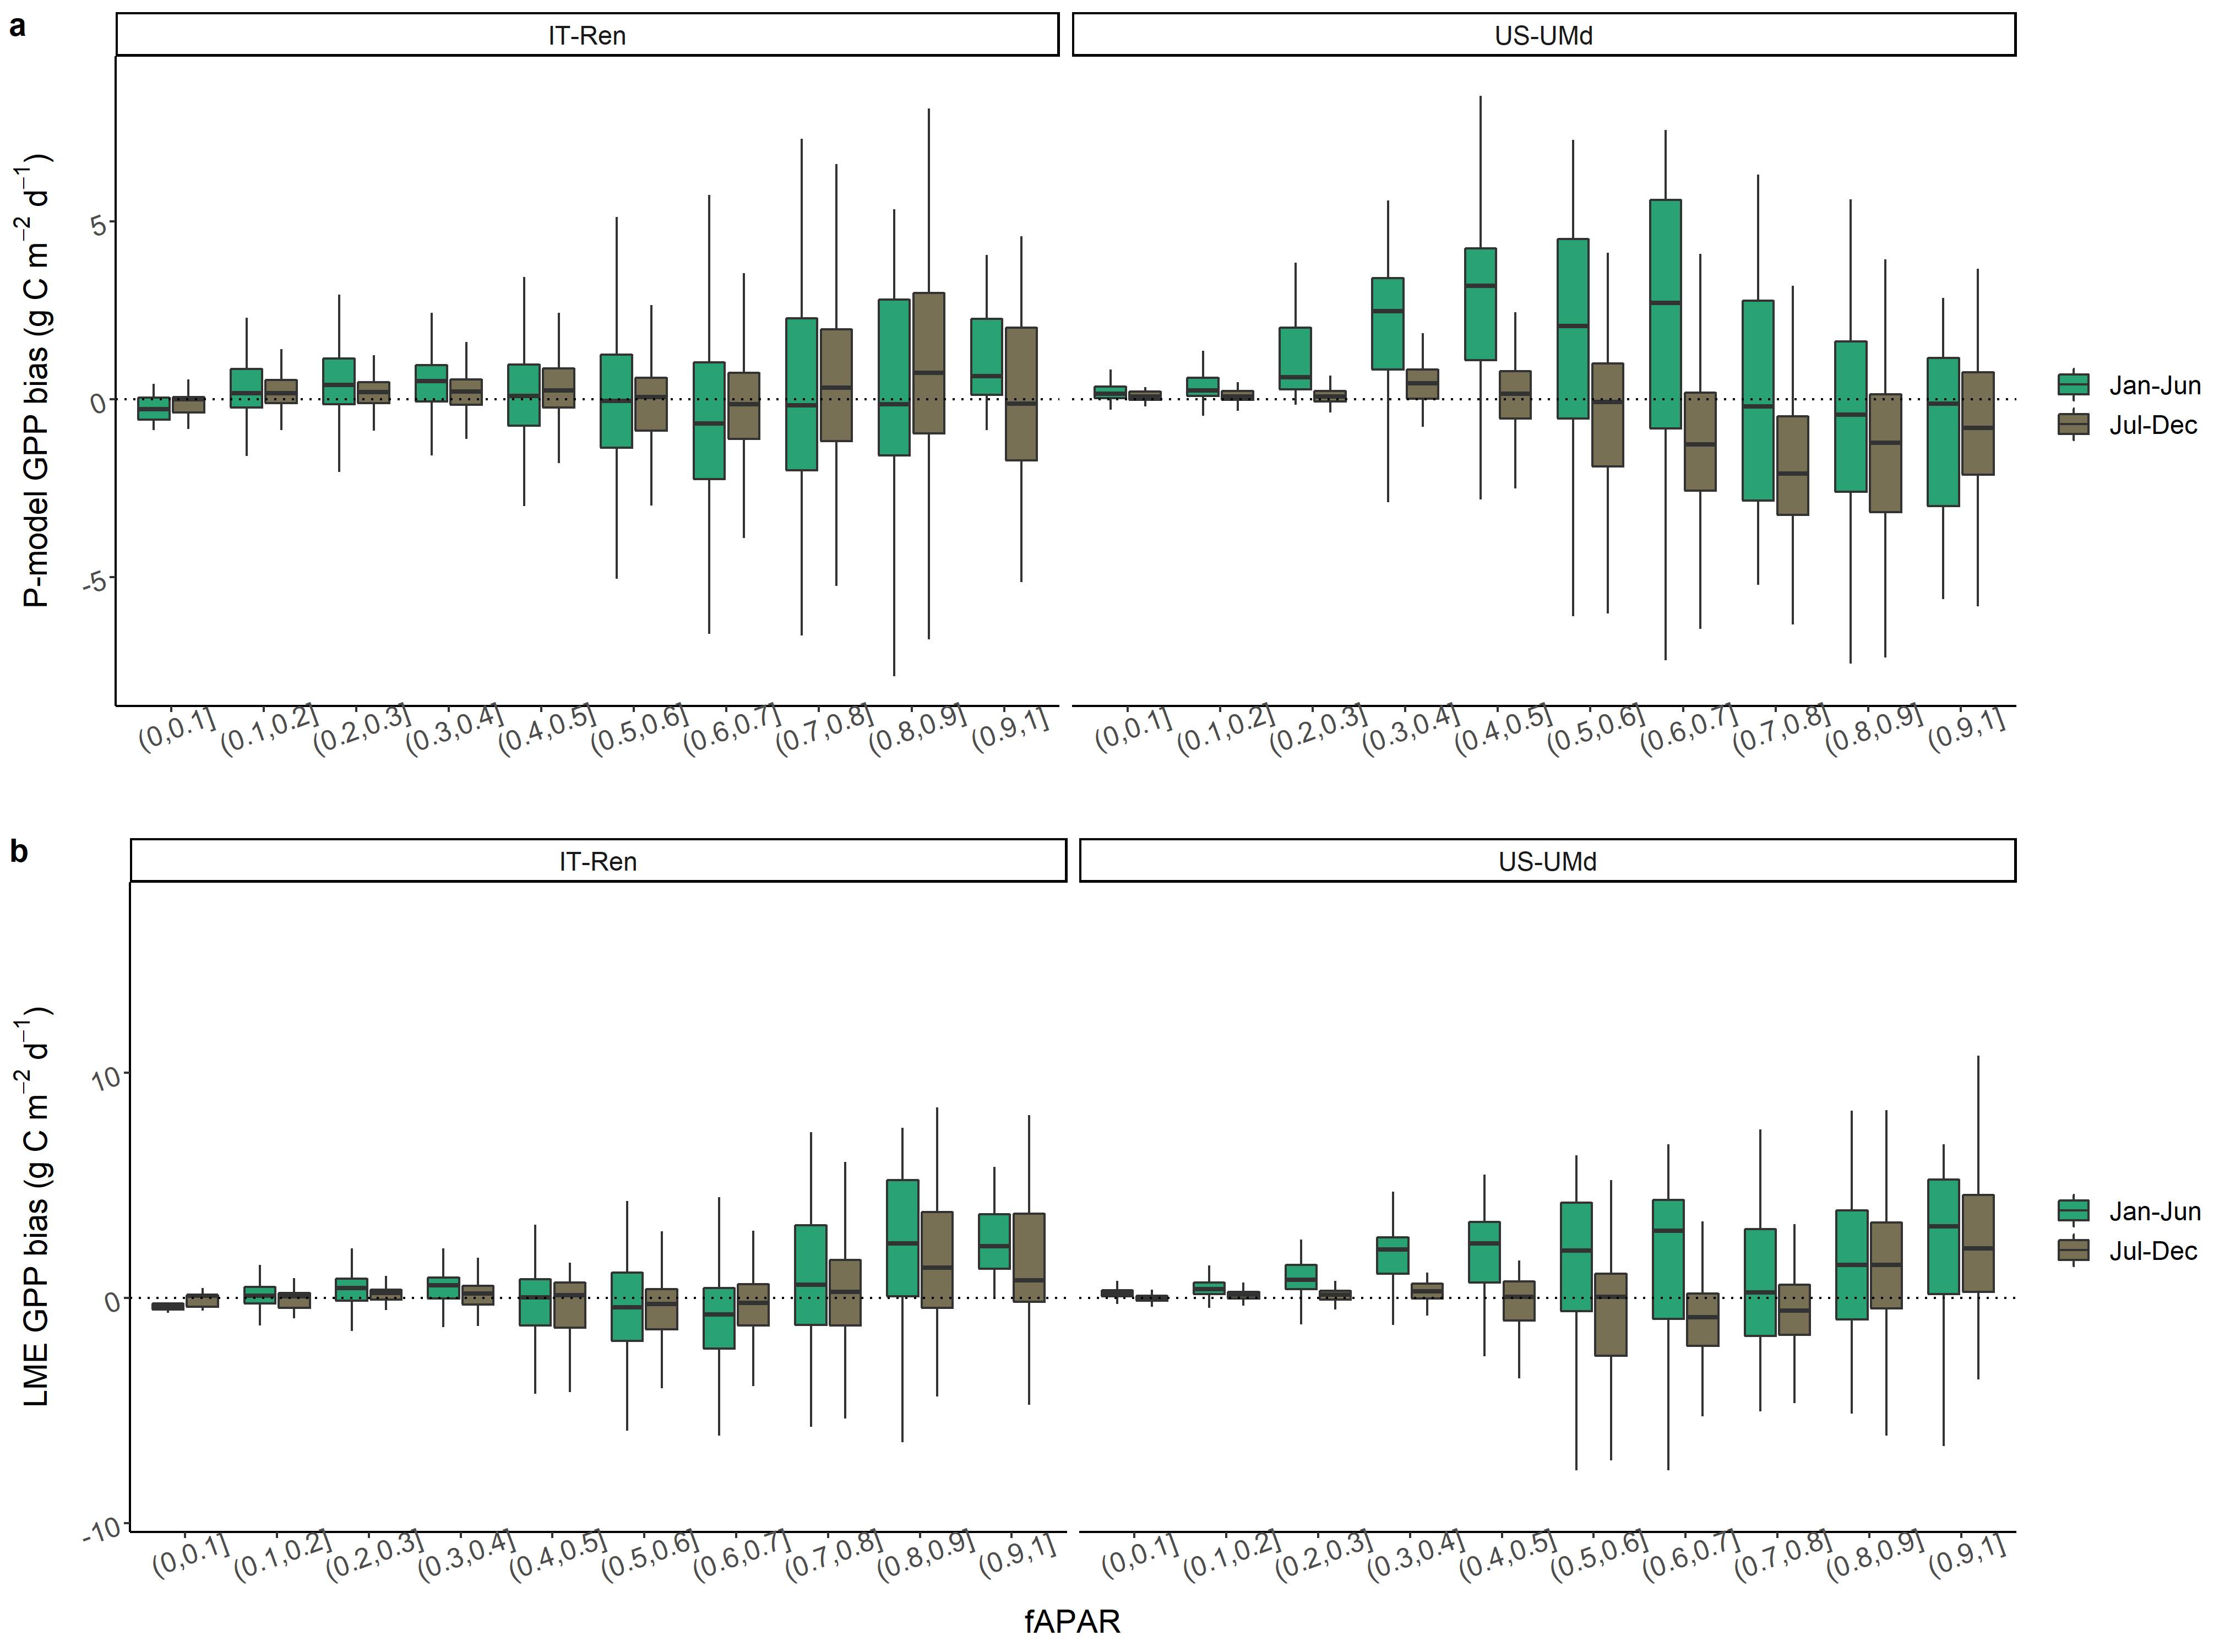 a
IT-Ren US-UMd
P-model GPP bias (g C m−2 d−1)
5
0
-5
(0,0.1] (0.1,0.2] (0.2,0.3] (0.3,0.4] (0.4,0.5] (0.5,0.6] (0.6,0.7] (0.7,0.8] (0.8,0.9] (0.9,1] (0,0.1] (0.1,0.2] (0.2,0.3] (0.3,0.4] (0.4,0.5] (0.5,0.6] (0.6,0.7] (0.7,0.8] (0.8,0.9] (0.9,1]
Jan-Jun
Jul-Dec
b
IT-Ren US-UMd
LME GPP bias (g C m−2 d−1)
10
0
-10
(0,0.1] (0.1,0.2] (0.2,0.3] (0.3,0.4] (0.4,0.5] (0.5,0.6] (0.6,0.7] (0.7,0.8] (0.8,0.9] (0.9,1] (0,0.1] (0.1,0.2] (0.2,0.3] (0.3,0.4] (0.4,0.5] (0.5,0.6] (0.6,0.7] (0.7,0.8] (0.8,0.9] (0.9,1]
Jan-Jun
Jul-Dec
fAPAR